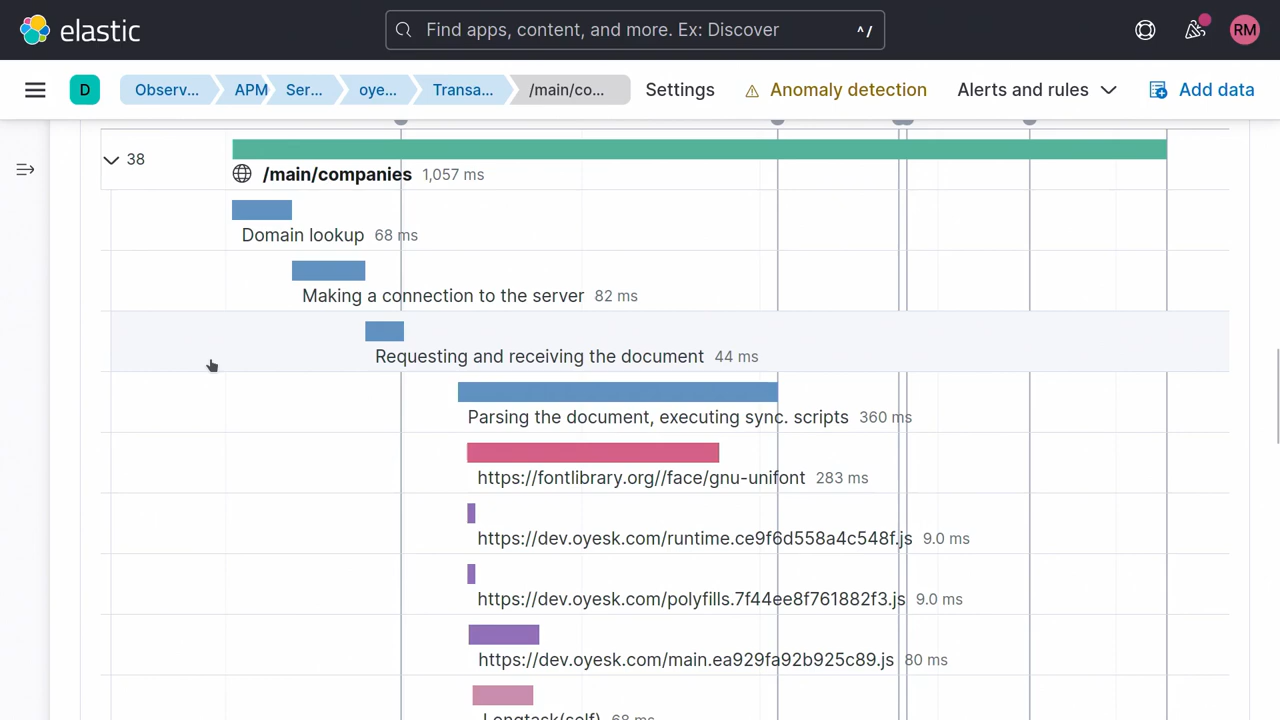 elastic
Find apps, content, and more. Ex: Discover
^ /
RM
D
Observ...
APM
Ser...
oye...
Transa...
/main/co...
Settings
Anomaly detection
Alerts and rules
Add data
38
/main/companies 1,057 ms
Domain lookup 68 ms
Making a connection to the server 82 ms
Requesting and receiving the document 44 ms
Parsing the document, executing sync. scripts 360 ms
https://fontlibrary.org//face/gnu-unifont 283 ms
https://dev.oyesk.com/runtime.ce9f6d558a4c548f.js 9.0 ms
https://dev.oyesk.com/polyfills.7f44ee8f761882f3.js 9.0 ms
https://dev.oyesk.com/main.ea929fa92b925c89.js 80 ms
Longtask(self) 68 ms